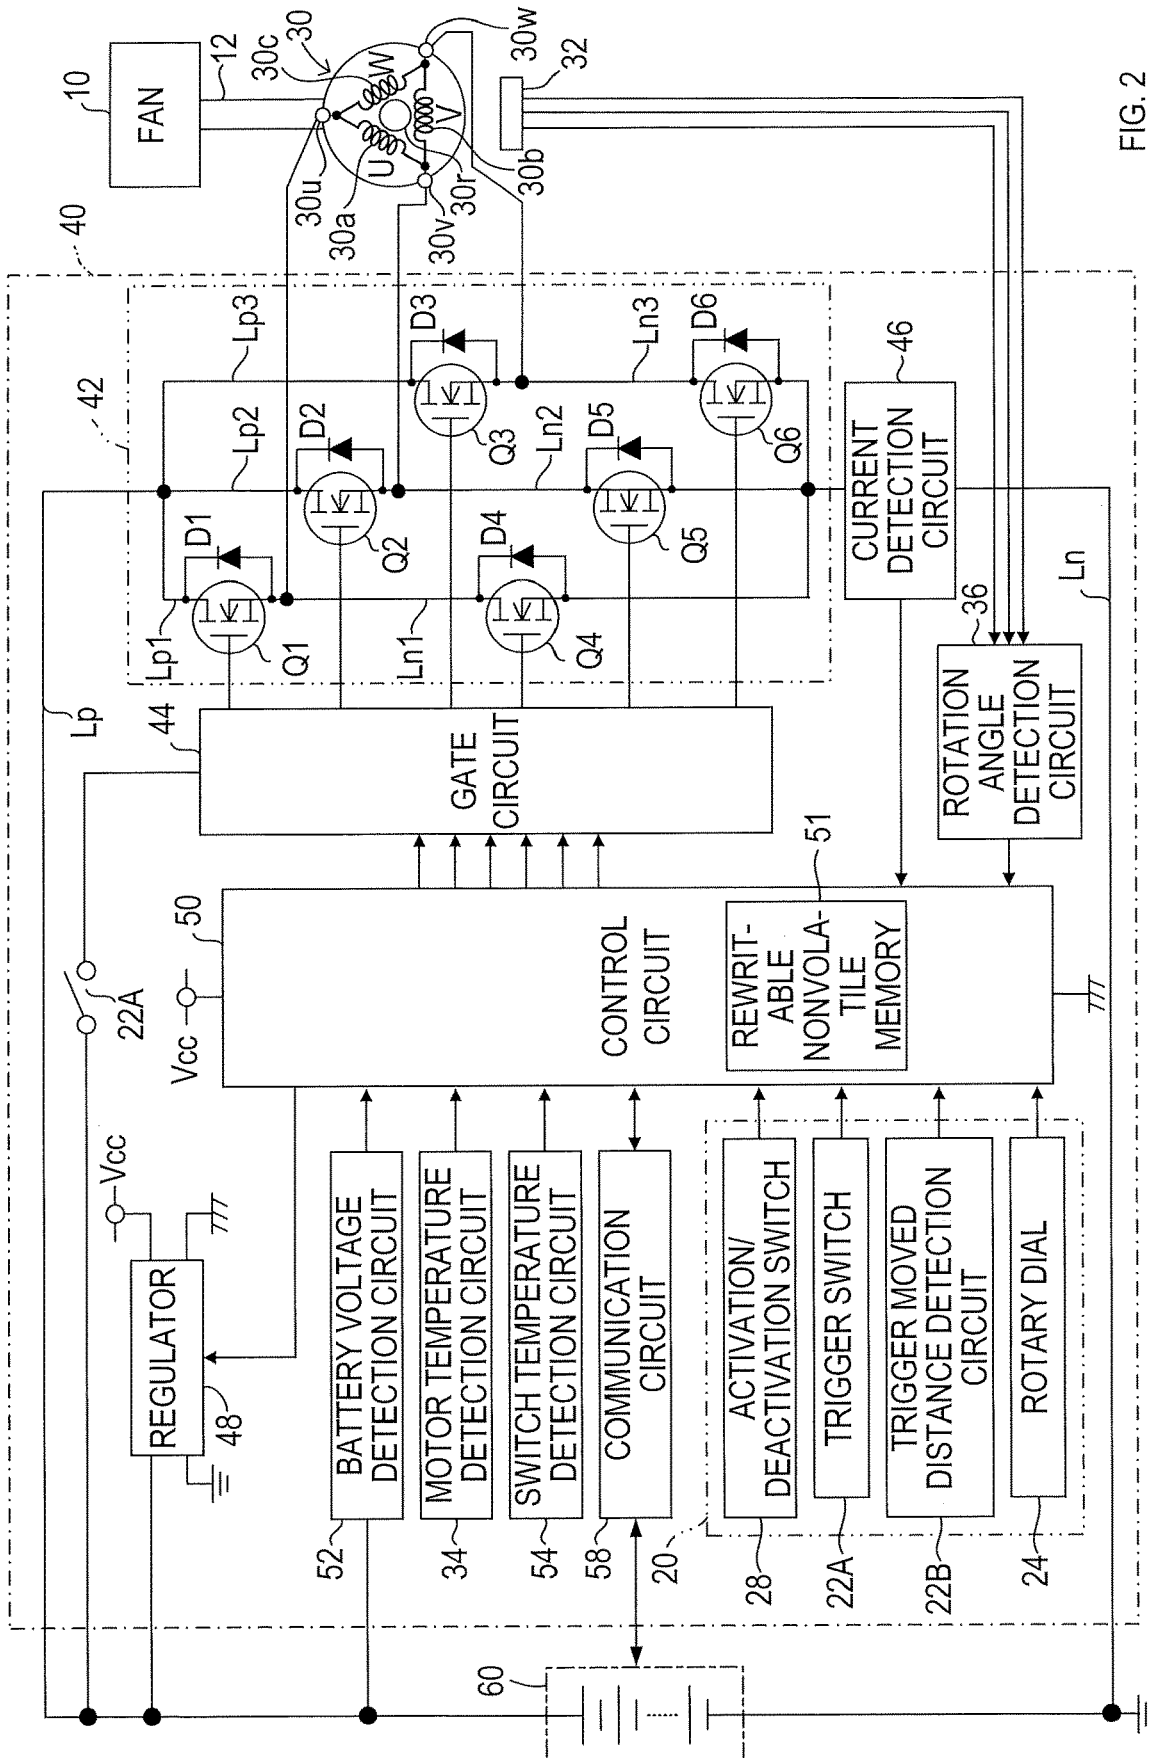 60
Lp
22A
Vcc
REGULATOR
48
Vcc
50
44
GATE
CIRCUIT
CONTROL
CIRCUIT
51
REWRIT-
ABLE
NONVOLA-
TILE
MEMORY
52
BATTERY VOLTAGE
DETECTION CIRCUIT
34
MOTOR TEMPERATURE
DETECTION CIRCUIT
54
SWITCH TEMPERATURE
DETECTION CIRCUIT
58
COMMUNICATION
CIRCUIT
20
28
ACTIVATION/
DEACTIVATION SWITCH
22A
TRIGGER SWITCH
22B
TRIGGER MOVED
DISTANCE DETECTION
CIRCUIT
24
ROTARY DIAL
40
42
Lp1
Lp2
Lp3
D1
D2
D3
Q1
Q2
Q3
Ln1
Ln2
Ln3
D4
D5
D6
Q4
Q5
Q6
46
CURRENT
DETECTION
CIRCUIT
Ln
36
ROTATION
ANGLE
DETECTION
CIRCUIT
10
FAN
12
30
30c
30w
30u
30a
30v
30r
30b
U
V
W
32
FIG. 2